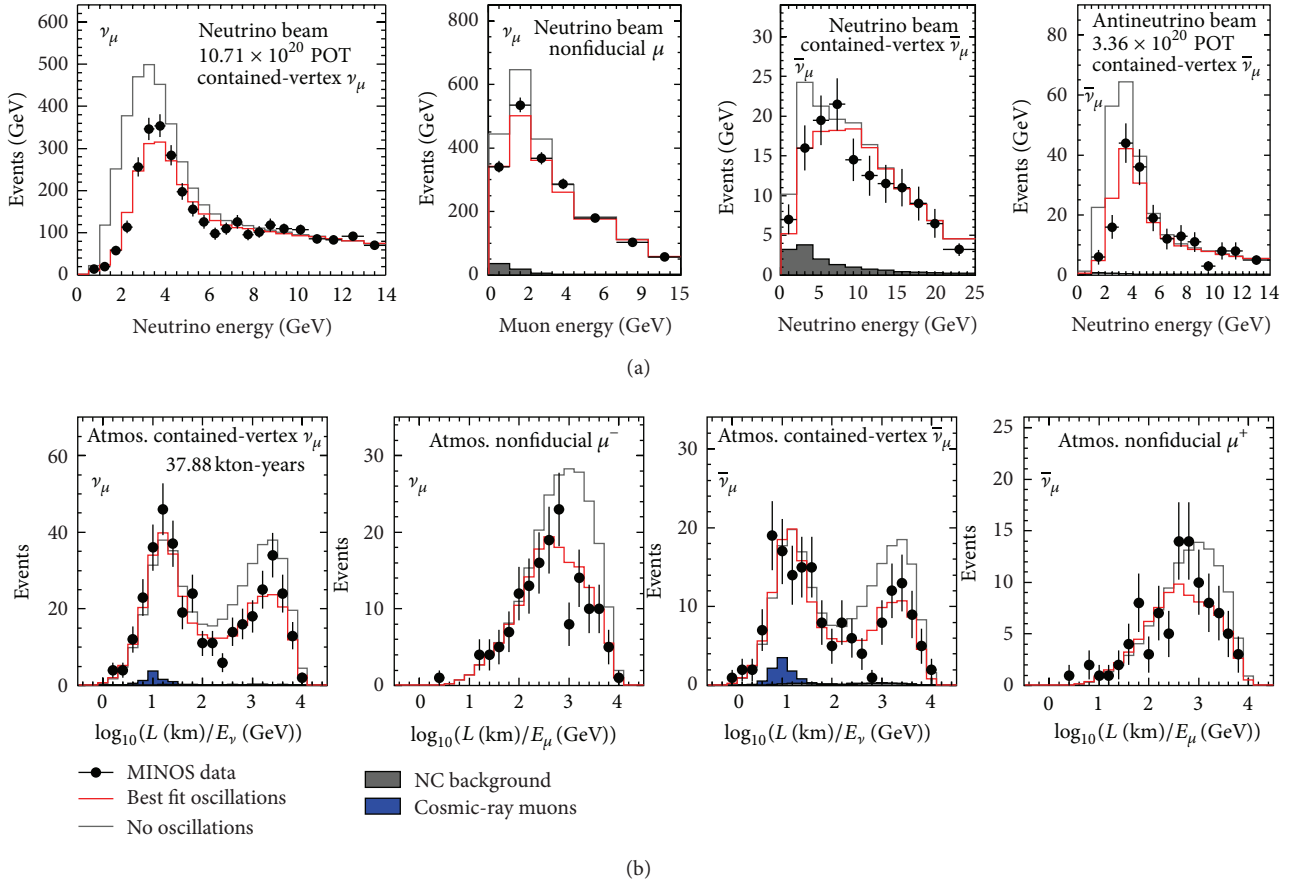 600
500
400
300
200
100
0
Events (GeV)
ν_μ
Neutrino beam
10.71 × 10^20 POT
contained-vertex ν_μ
0 2 4 6 8 10 12 14
Neutrino energy (GeV)
800
600
400
200
0
Events (GeV)
ν_μ
Neutrino beam
nonfiducial μ
0 2 4 6 9 15
Muon energy (GeV)
30
25
20
15
10
5
0
Events (GeV)
Neutrino beam
contained-vertex ν̅_μ
ν̅_μ
0 5 10 15 20 25
Neutrino energy (GeV)
80
60
40
20
0
Events (GeV)
Antineutrino beam
3.36 × 10^20 POT
contained-vertex ν̅_μ
ν̅_μ
0 2 4 6 8 10 12 14
Neutrino energy (GeV)
(a)
60
40
20
0
Events
Atmos. contained-vertex ν_μ
37.88 kton-years
ν_μ
0 1 2 3 4
log₁₀(L (km)/E_ν (GeV))
30
20
10
0
Events
Atmos. nonfiducial μ⁻
ν_μ
0 1 2 3 4
log₁₀(L (km)/E_μ (GeV))
30
20
10
0
Events
Atmos. contained-vertex ν̅_μ
ν̅_μ
0 1 2 3 4
log₁₀(L (km)/E_ν (GeV))
25
20
15
10
5
0
Events
Atmos. nonfiducial μ⁺
ν̅_μ
0 1 2 3 4
log₁₀(L (km)/E_μ (GeV))
MINOS data
Best fit oscillations
No oscillations
NC background
Cosmic-ray muons
(b)